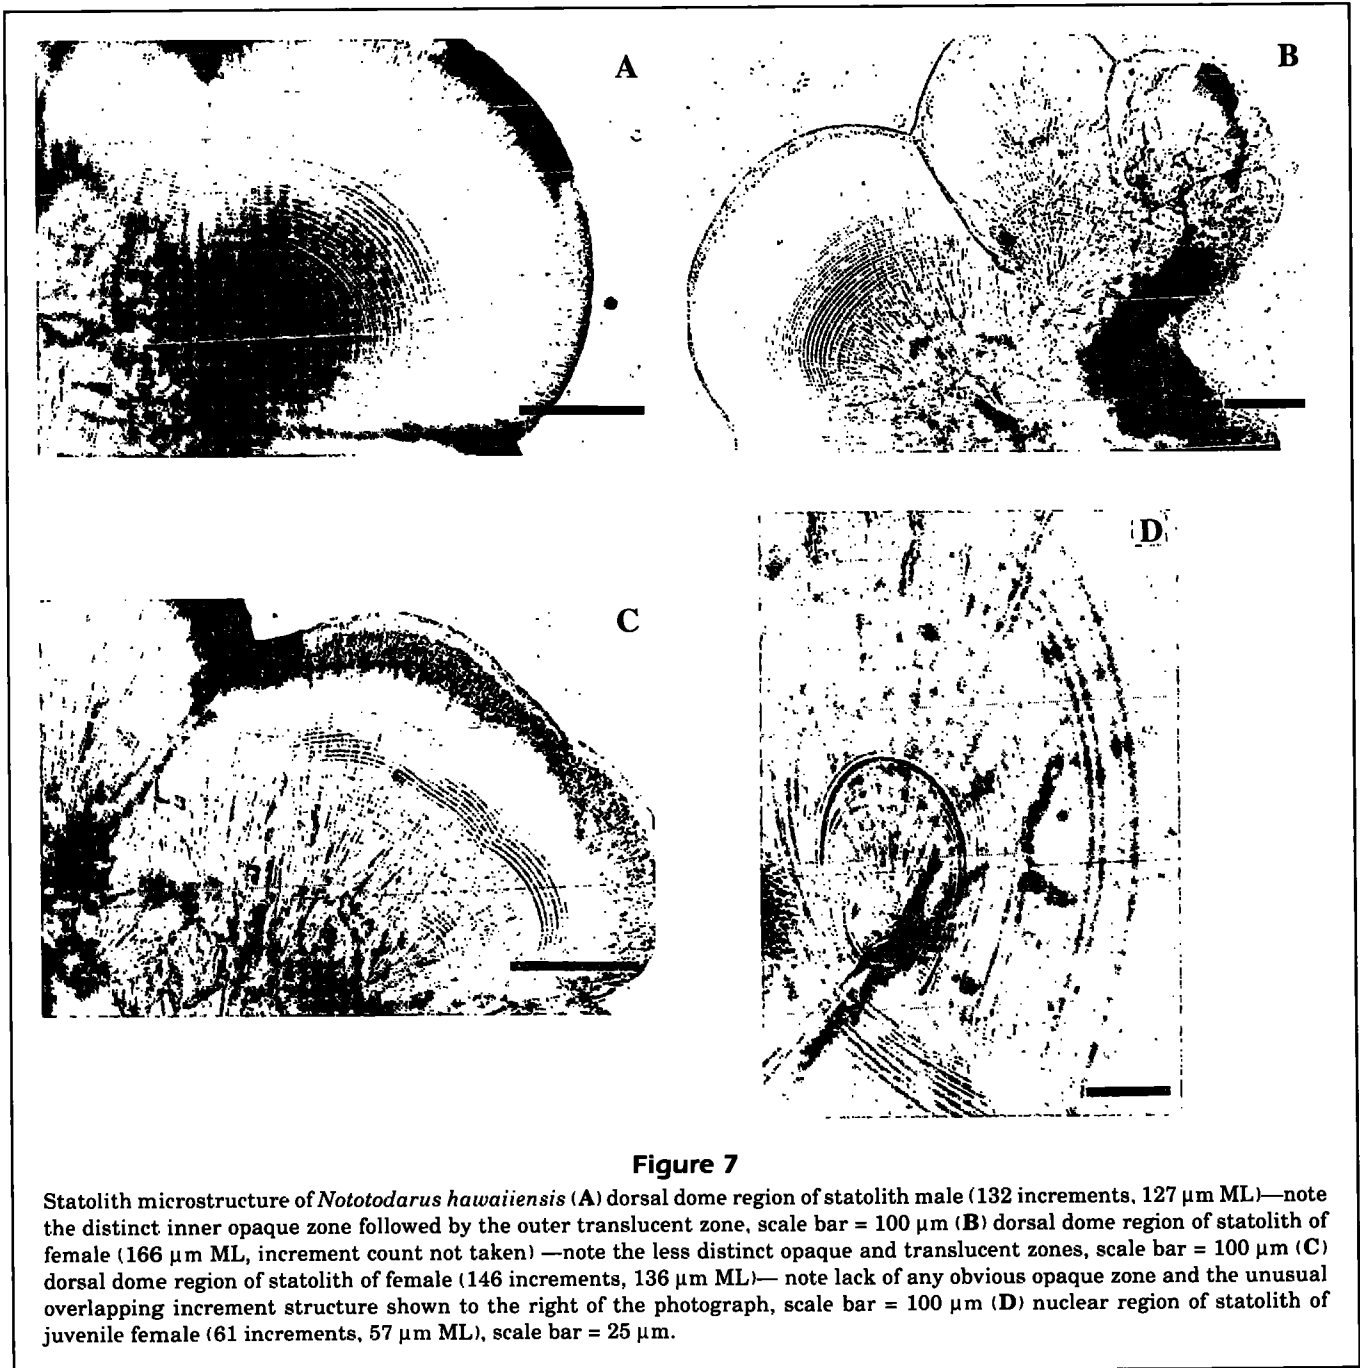 A
B
C
D
Figure 7
Statolith microstructure of Nototodarus hawaiiensis (A) dorsal dome region of statolith male (132 increments, 127 µm ML)—note
the distinct inner opaque zone followed by the outer translucent zone, scale bar = 100 µm (B) dorsal dome region of statolith of
female (166 µm ML, increment count not taken) —note the less distinct opaque and translucent zones, scale bar = 100 µm (C)
dorsal dome region of statolith of female (146 increments, 136 µm ML)— note lack of any obvious opaque zone and the unusual
overlapping increment structure shown to the right of the photograph, scale bar = 100 µm (D) nuclear region of statolith of
juvenile female (61 increments, 57 µm ML), scale bar = 25 µm.